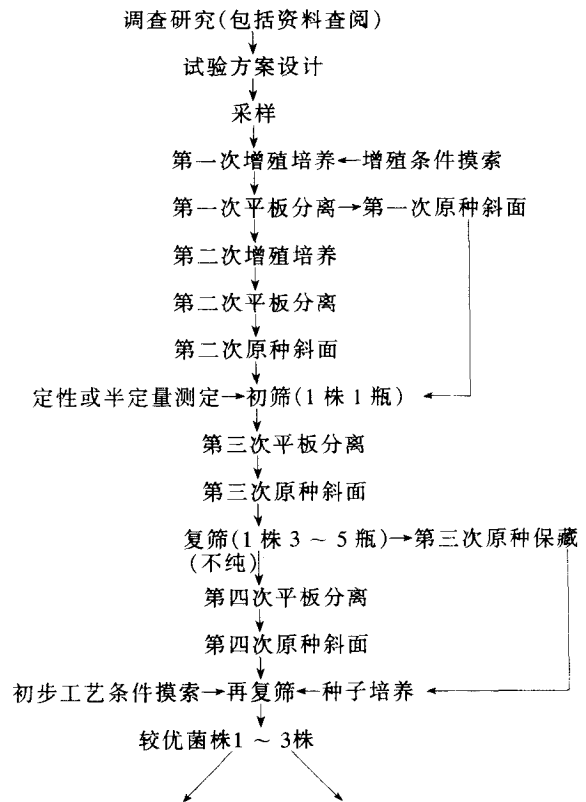 调查研究(包括资料查阅)
试验方案设计
采样
第一次增殖培养←增殖条件摸索
第一次平板分离→第一次原种斜面
第二次增殖培养
第二次平板分离
第二次原种斜面
定性或半定量测定→初筛(1株1瓶)
第三次平板分离
第三次原种斜面
复筛(1株3～5瓶)→第三次原种保藏
(不纯)
第四次平板分离
第四次原种斜面
初步工艺条件摸索→再复筛←种子培养
较优菌株1～3株